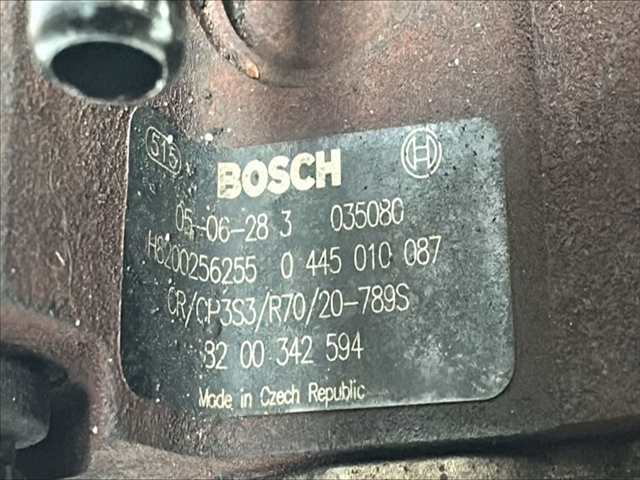 515 BOSCH
05-06-28 3 035080
H8200256255 0 445 010 087
CR/CP3S3/R70/20-789S
82 00 342 594
Made in Czech Republic